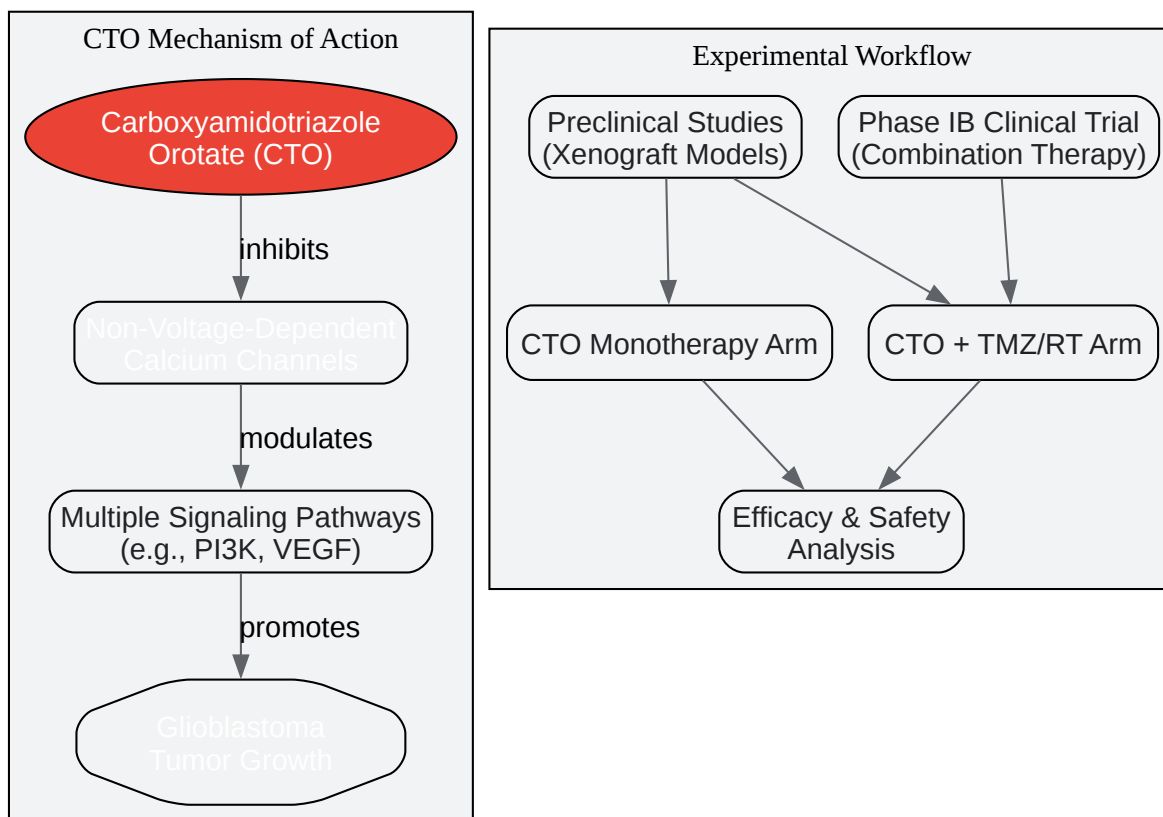 CTO Mechanism of Action
Carboxyamidotriazole
Orotate (CTO)
inhibits
Non-Voltage-Dependent
Calcium Channels
modulates
Multiple Signaling Pathways
(e.g., PI3K, VEGF)
promotes
Glioblastoma
Tumor Growth
Experimental Workflow
Preclinical Studies
(Xenograft Models)
Phase IB Clinical Trial
(Combination Therapy)
CTO Monotherapy Arm
CTO + TMZ/RT Arm
Efficacy & Safety
Analysis